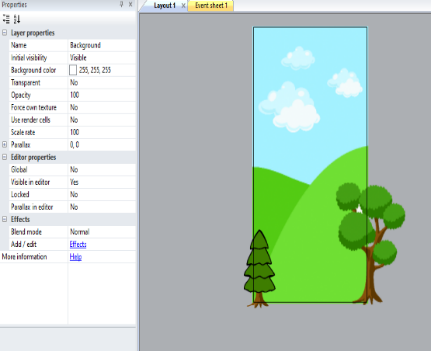 Properties
Layout 1 Event sheet 1
Layer properties
Name Background
Initial visibility Visible
Background color 255, 255, 255
Transparent No
Opacity 100
Force own texture No
Use render cells No
Scale rate 100
Parallax 0, 0
Editor properties
Global No
Visible in editor Yes
Locked No
Parallax in editor No
Effects
Blend mode Normal
Add / edit Effects
More information Help